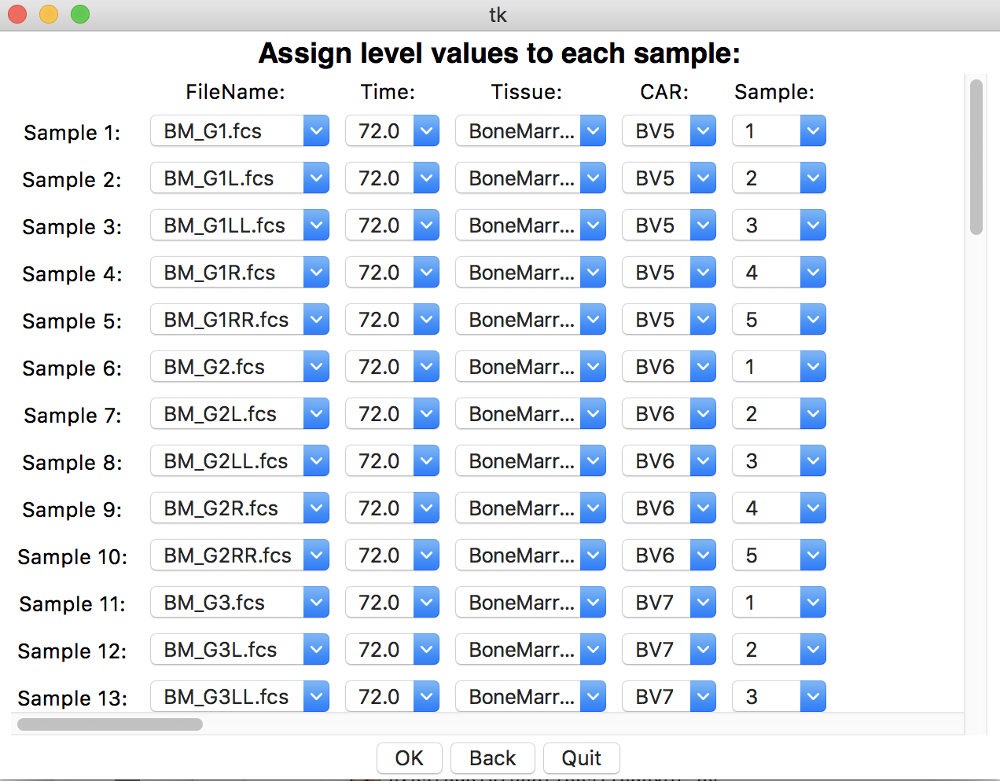 tk
Assign level values to each sample:
FileName: Time: Tissue: CAR: Sample:
Sample 1: BM_G1.fcs 72.0 BoneMarr... BV5 1
Sample 2: BM_G1L.fcs 72.0 BoneMarr... BV5 2
Sample 3: BM_G1LL.fcs 72.0 BoneMarr... BV5 3
Sample 4: BM_G1R.fcs 72.0 BoneMarr... BV5 4
Sample 5: BM_G1RR.fcs 72.0 BoneMarr... BV5 5
Sample 6: BM_G2.fcs 72.0 BoneMarr... BV6 1
Sample 7: BM_G2L.fcs 72.0 BoneMarr... BV6 2
Sample 8: BM_G2LL.fcs 72.0 BoneMarr... BV6 3
Sample 9: BM_G2R.fcs 72.0 BoneMarr... BV6 4
Sample 10: BM_G2RR.fcs 72.0 BoneMarr... BV6 5
Sample 11: BM_G3.fcs 72.0 BoneMarr... BV7 1
Sample 12: BM_G3L.fcs 72.0 BoneMarr... BV7 2
Sample 13: BM_G3LL.fcs 72.0 BoneMarr... BV7 3
OK Back Quit